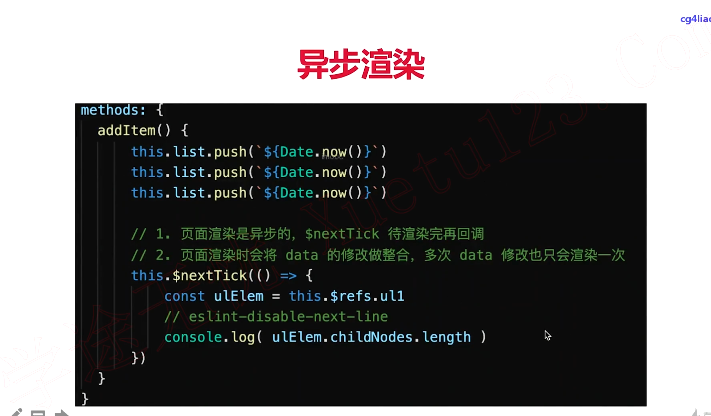 cg4liao
异步渲染
methods: {
addItem() {
this.list.push(`${Date.now()}`)
this.list.push(`${Date.now()}`)
this.list.push(`${Date.now()}`)
// 1. 页面渲染是异步的，$nextTick 待渲染完再回调
// 2. 页面渲染时会将 data 的修改做整合，多次 data 修改也只会渲染一次
this.$nextTick(() => {
const ulElem = this.$refs.ul1
// eslint-disable-next-line
console.log( ulElem.childNodes.length )
})
}
}